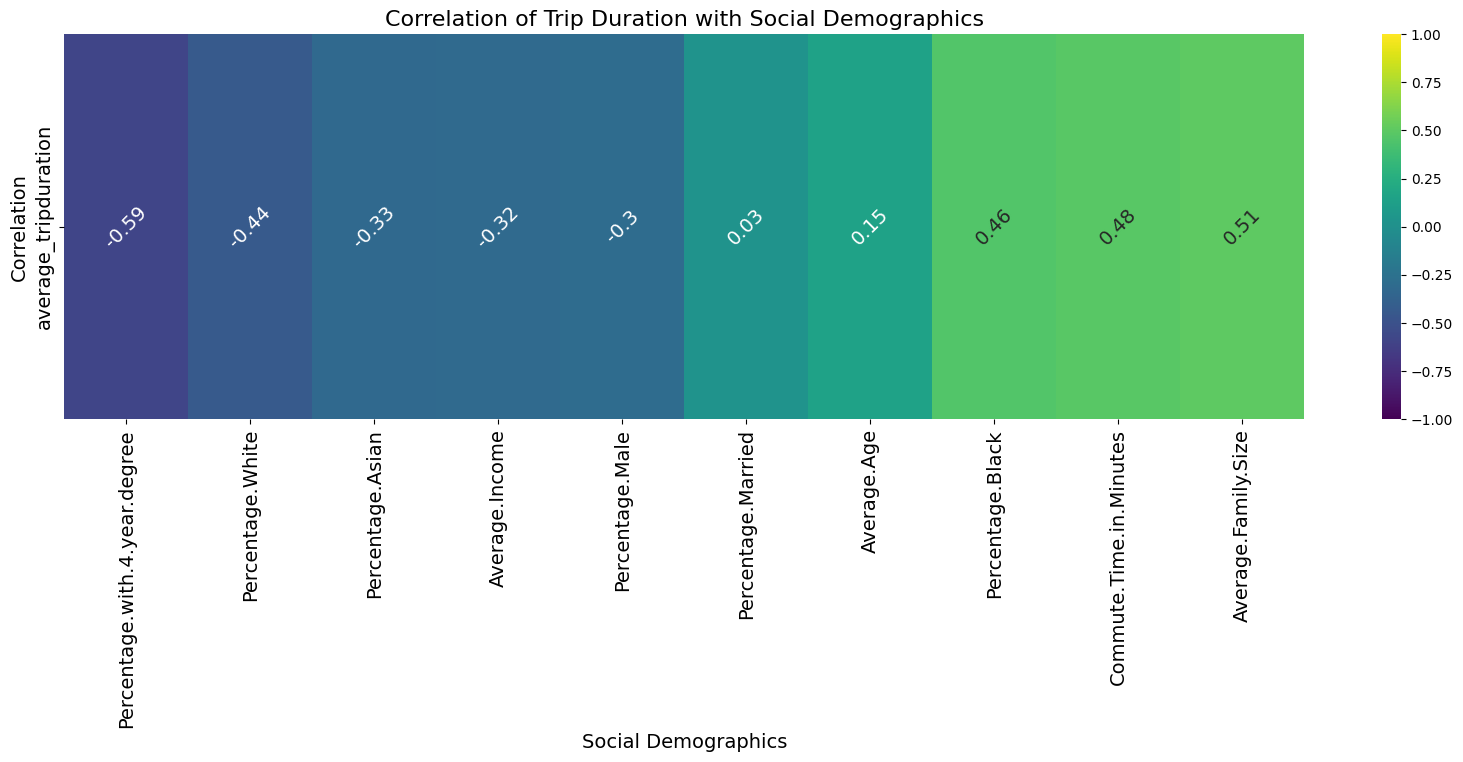 Correlation of Trip Duration with Social Demographics
Correlation
average_tripduration
-0.59
-0.44
-0.33
-0.32
-0.3
0.03
0.15
0.46
0.48
0.51
1.00
0.75
0.50
0.25
0.00
−0.25
−0.50
−0.75
−1.00
Percentage.with.4.year.degree
Percentage.White
Percentage.Asian
Average.Income
Percentage.Male
Percentage.Married
Average.Age
Percentage.Black
Commute.Time.in.Minutes
Average.Family.Size
Social Demographics